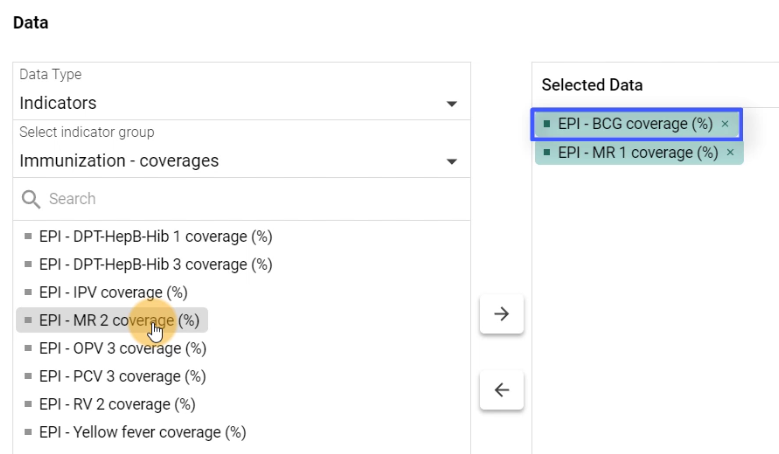 Data
Data Type
Indicators
Select indicator group
Immunization - coverages
Search
EPI - DPT-HepB-Hib 1 coverage (%)
EPI - DPT-HepB-Hib 3 coverage (%)
EPI - IPV coverage (%)
EPI - MR 2 coverage (%)
EPI - OPV 3 coverage (%)
EPI - PCV 3 coverage (%)
EPI - RV 2 coverage (%)
EPI - Yellow fever coverage (%)
Selected Data
EPI - BCG coverage (%) ×
EPI - MR 1 coverage (%) ×